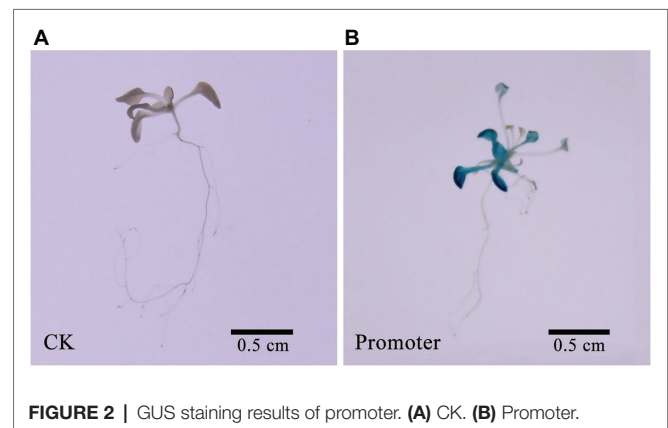 A
B
CK
0.5 cm
Promoter
0.5 cm
FIGURE 2 | GUS staining results of promoter. (A) CK. (B) Promoter.